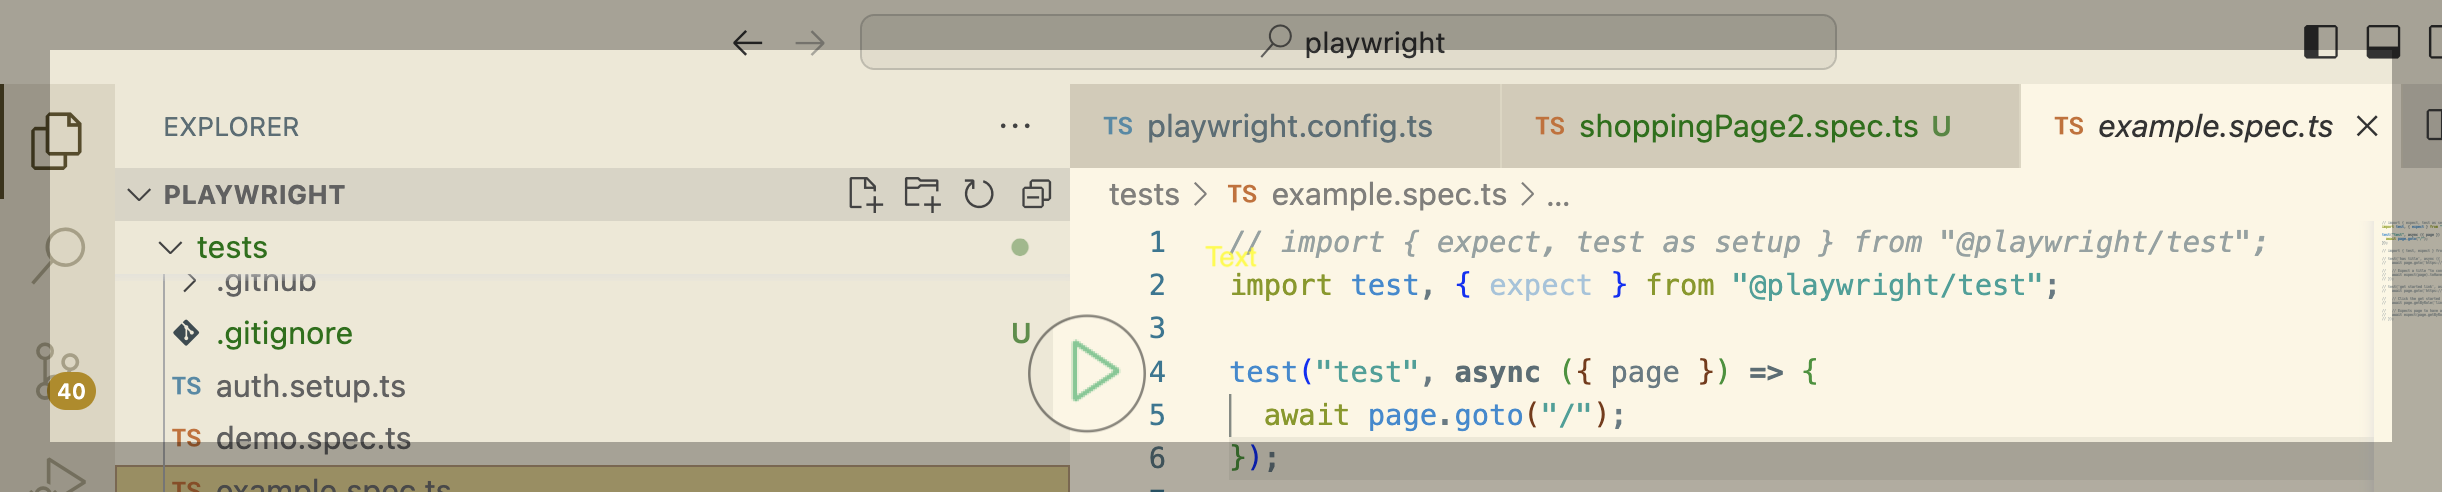 playwright
EXPLORER
...
TS playwright.config.ts
TS shoppingPage2.spec.ts U
TS example.spec.ts
PLAYWRIGHT
tests > TS example.spec.ts > ...
tests
.github
.gitignore U
TS auth.setup.ts
TS demo.spec.ts
TS example.spec.ts
40
Text
1 // import { expect, test as setup } from "@playwright/test";
2 import test, { expect } from "@playwright/test";
3
4 test("test", async ({ page }) => {
5 await page.goto("/");
6 });